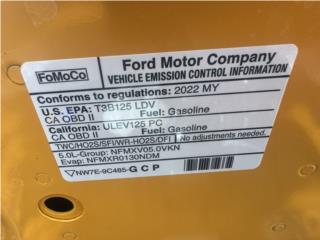 FoMoCo
Ford Motor Company
VEHICLE EMISSION CONTROL INFORMATION
Conforms to regulations: 2022 MY
U.S. EPA: T3B125 LDV
CA OBD II Fuel: Gasoline
California: ULEV125 PC
CA OBD II Fuel: Gasoline
TWC/HO2S/SFI/WR-HO2S/DFI No adjustments needed.
5.0L-Group: NFMXV05.0VKN
Evap: NFMXR0130NDM
NW7E-9C485-GCP